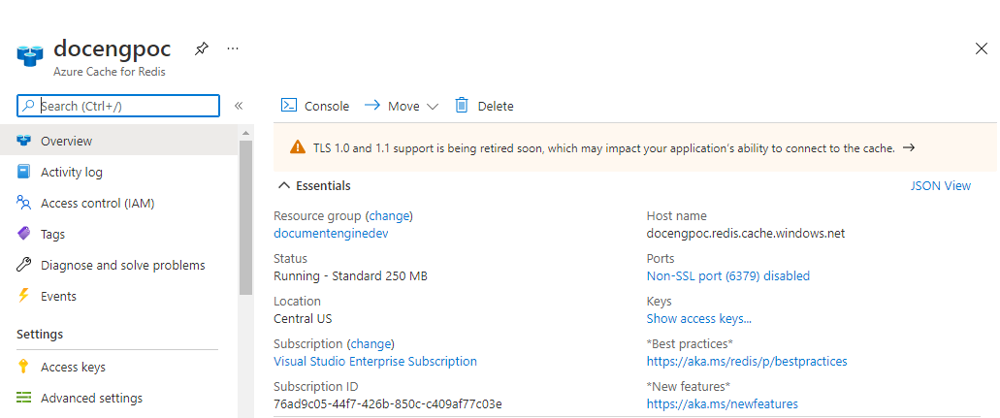 docengpoc
Azure Cache for Redis
Search (Ctrl+/)
Overview
Activity log
Access control (IAM)
Tags
Diagnose and solve problems
Events
Settings
Access keys
Advanced settings
Console Move Delete
TLS 1.0 and 1.1 support is being retired soon, which may impact your application's ability to connect to the cache.
Essentials JSON View
Resource group (change)
documentenginedev
Status
Running - Standard 250 MB
Location
Central US
Subscription (change)
Visual Studio Enterprise Subscription
Subscription ID
76ad9c05-44f7-426b-850c-c409af77c03e
Host name
docengpoc.redis.cache.windows.net
Ports
Non-SSL port (6379) disabled
Keys
Show access keys...
*Best practices*
https://aka.ms/redis/p/bestpractices
*New features*
https://aka.ms/newfeatures